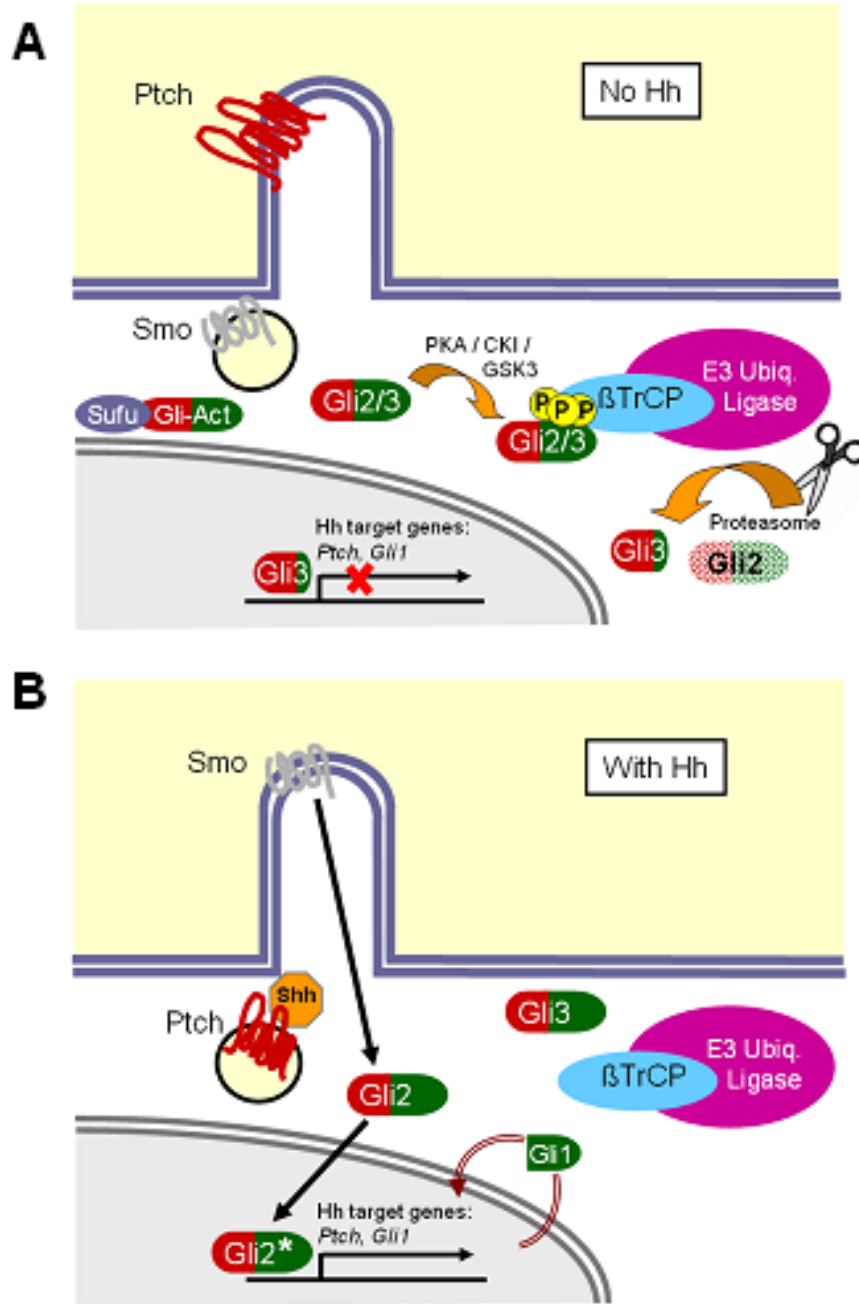 A
Ptch
No Hh
Smo
PKA / CKI /
GSK3
E3 Ubiq.
Ligase
ßTrCP
P P P
Gli2/3
Gli2/3
Sufu Gli-Act
Proteasome
Gli3
Gli2
Hh target genes:
Ptch, Gli1
Gli3
B
Smo
With Hh
Shh
Ptch
Gli3
E3 Ubiq.
Ligase
ßTrCP
Gli2
Gli1
Hh target genes:
Ptch, Gli1
Gli2*